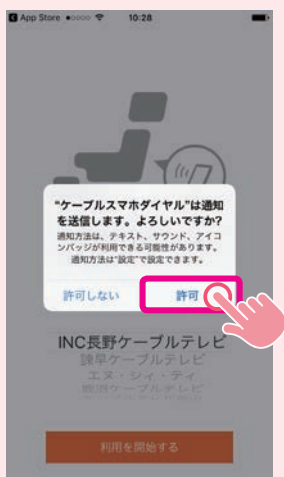 App Store 10:28
"ケーブルスマホダイヤル"は通知
を送信します。よろしいですか?
通知方法は、テキスト、サウンド、アイコ
ンバッジが利用できる可能性があります。
通知方法は"設定"で設定できます。
許可しない 許可
INC長野ケーブルテレビ
諫早ケーブルテレビ
エヌ・シィ・ティ
利用を開始する